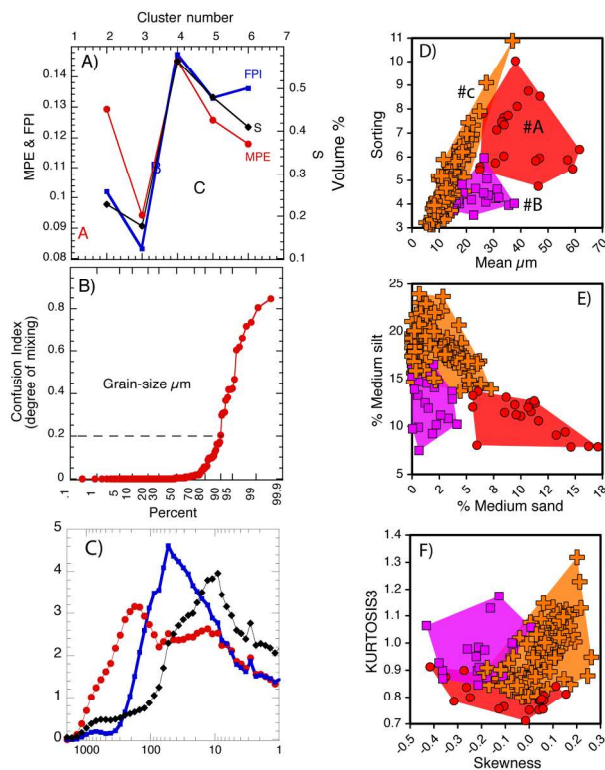 Cluster number
2 3 4 5 6 7 6
A)
MPE & FPI
0.14
0.13
0.12
0.11
0.1
0.09
0.08
FPI
S
MPE
B
C
A
0.6
0.5
0.4
0.3
0.2
0.1
S
Volume %
B)
Confusion Index
(degree of mixing)
0.8
0.6
0.4
0.2
0
Grain-size µm
.1 1 5 10 20 30 50 70 80 90 95 99 99.9
Percent
C)
5
4
3
2
1
0
1000 100 10 1
D)
Sorting
11
10
9
8
7
6
5
4
3
#c
#A
#B
0 10 20 30 40 50 60 70
Mean µm
E)
% Medium silt
25
20
15
10
5
0 2 5 8 10 12 15 18
% Medium sand
F)
KURTOSIS3
1.4
1.3
1.2
1.1
1.0
0.9
0.8
0.7
-0.5 -0.4 -0.3 -0.2 -0.1 0.0 0.1 0.2 0.3
Skewness